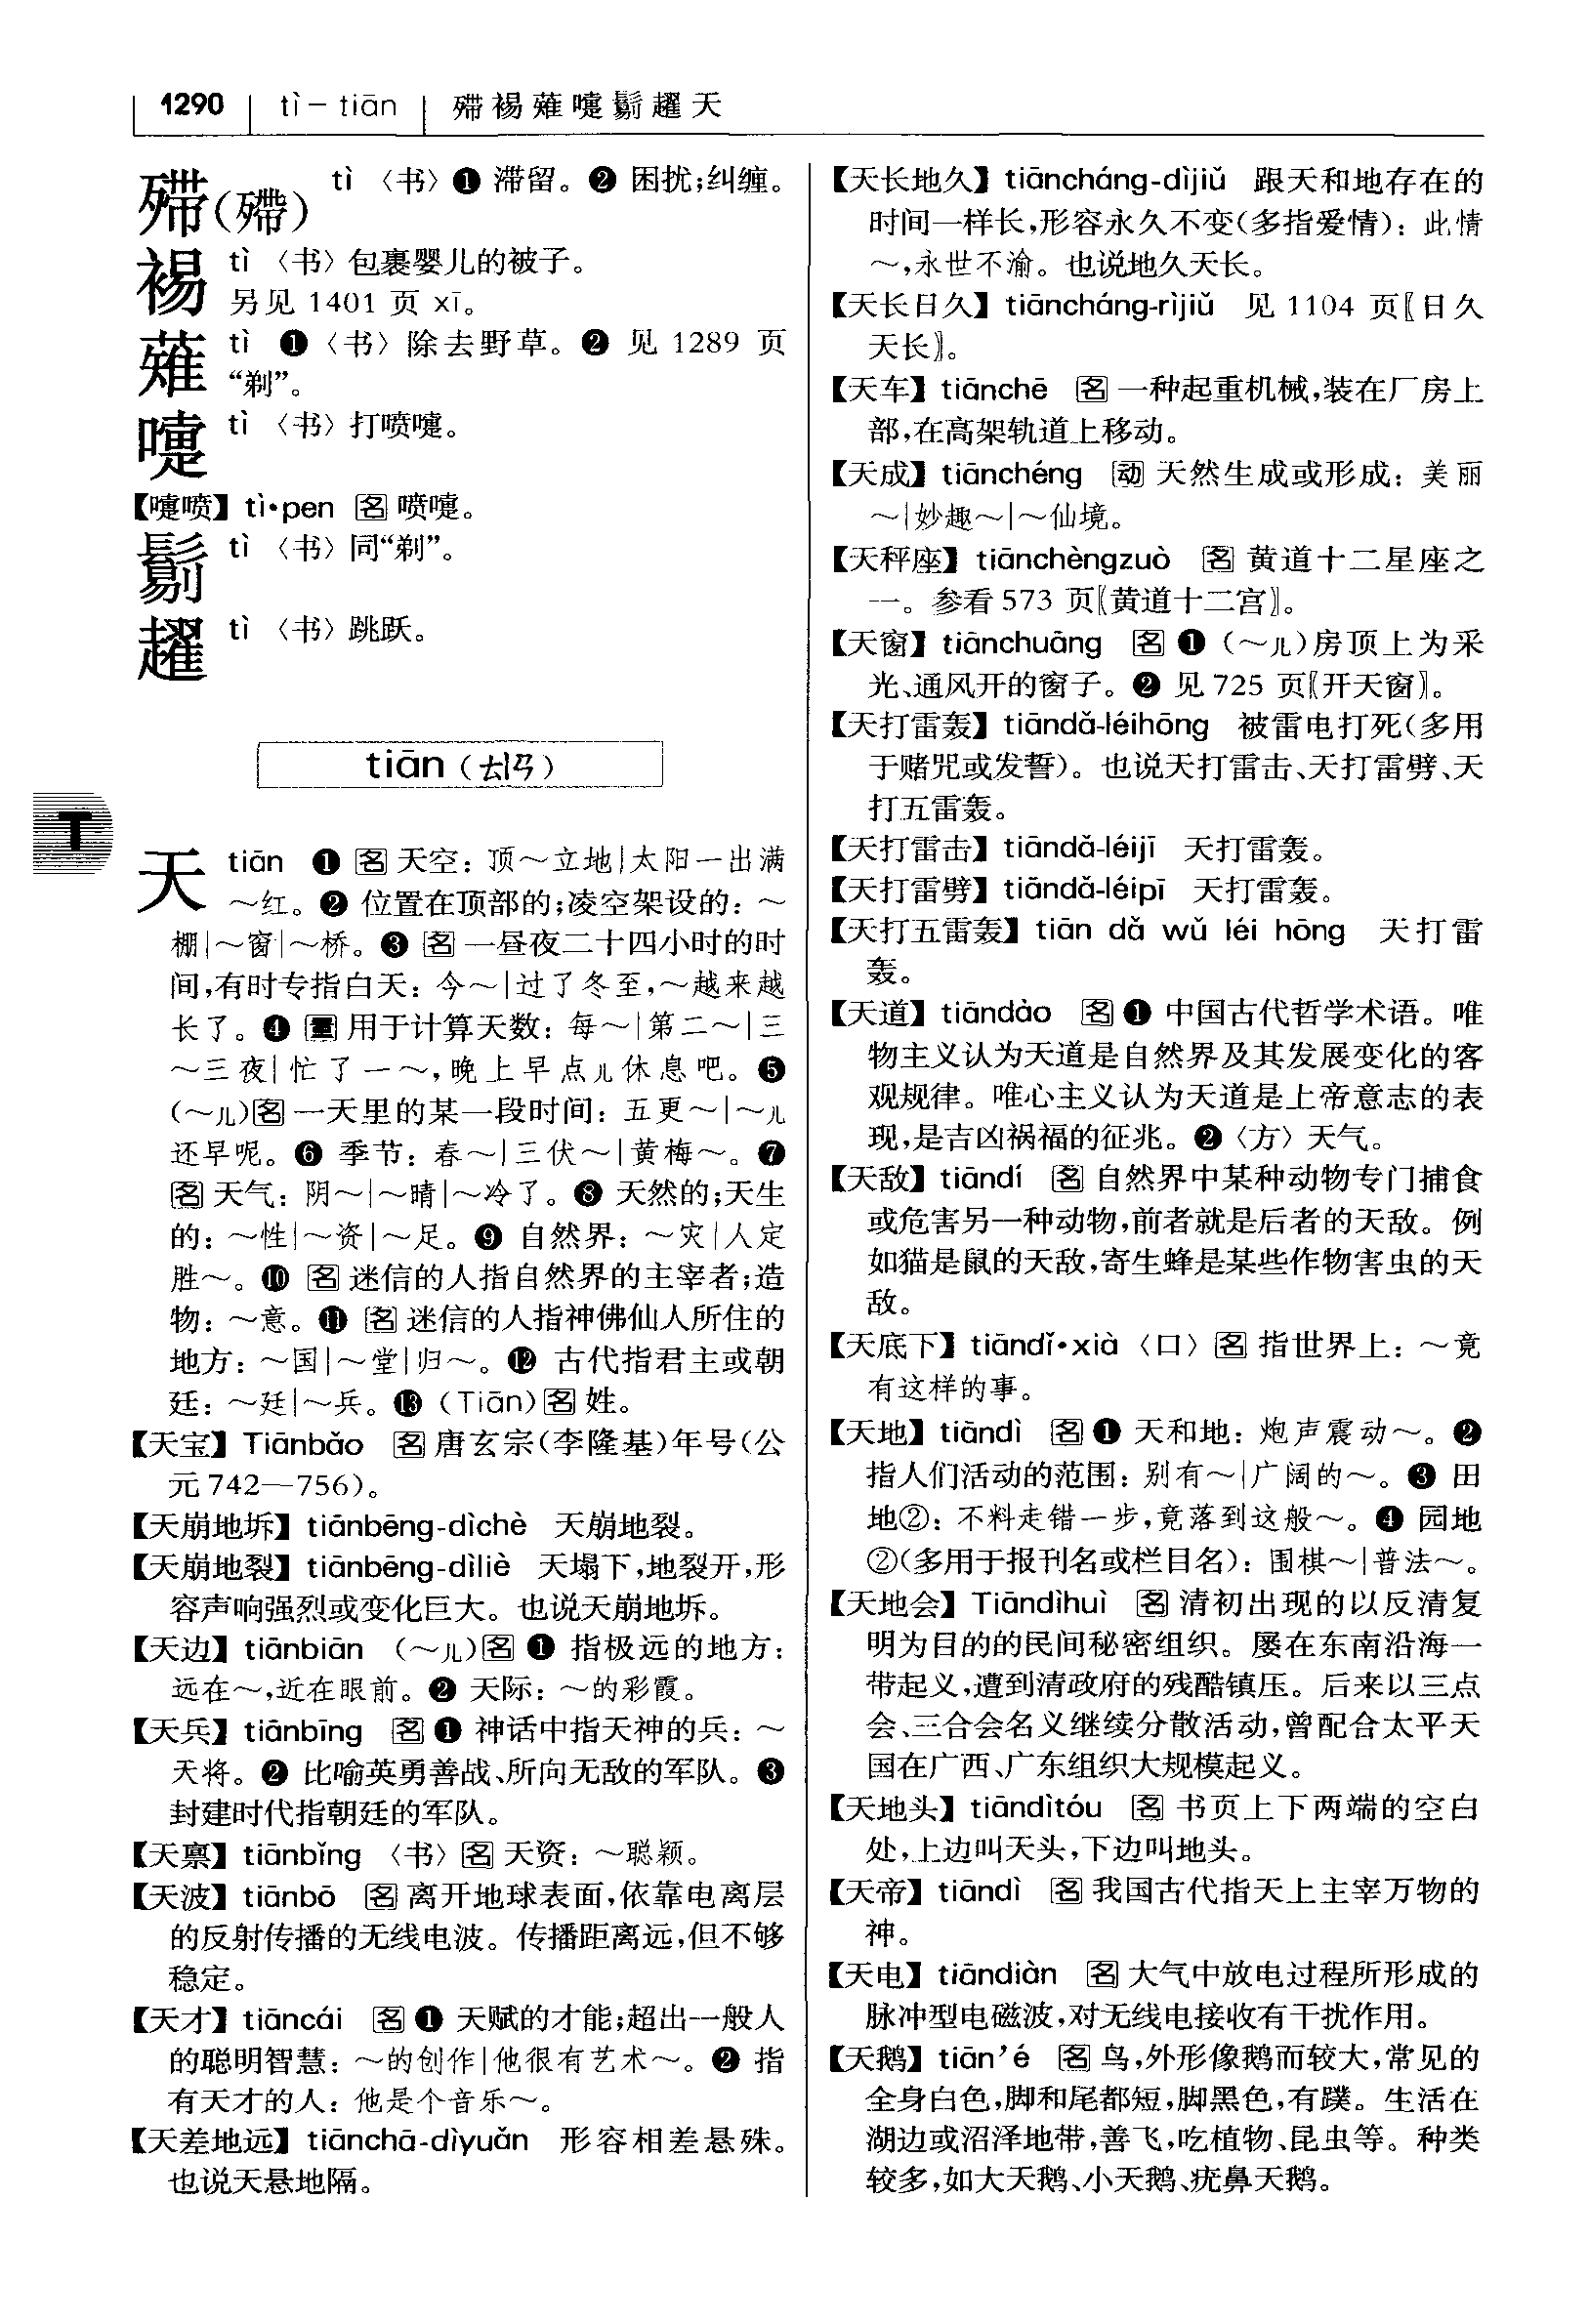 1290 tì－tiān 殢裼薙嚏鬀趯天
㱲(殢) tì 〈书〉❶ 滞留。❷ 困扰;纠缠。
裼 tì 〈书〉包裹婴儿的被子。
另见 1401 页 xī。
薙 tì ❶〈书〉除去野草。❷ 见 1289 页
“剃”。
嚏 tì 〈书〉打喷嚏。
【嚏喷】tì•pen 名 喷嚏。
鬀 tì 〈书〉同“剃”。
趯 tì 〈书〉跳跃。
tiān（ㄊㄧㄢ）
T
天 tiān ❶ 名 天空：顶～立地|太阳一出满
～红。❷ 位置在顶部的;凌空架设的：～
棚|～窗|～桥。❸ 名 一昼夜二十四小时的时
间,有时专指白天：今～|过了冬至,～越来越
长了。❹ 量 用于计算天数：每～|第二～|三
～三夜|忙了一～,晚上早点儿休息吧。❺
(～儿)名 一天里的某一段时间：五更～|～儿
还早呢。❻ 季节：春～|三伏～|黄梅～。❼
名 天气：阴～|～晴|～冷了。❽ 天然的;天生
的：～性|～资|～足。❾ 自然界：～灾|人定
胜～。❿ 名 迷信的人指自然界的主宰者;造
物：～意。⓫ 名 迷信的人指神佛仙人所住的
地方：～国|～堂|归～。⓬ 古代指君主或朝
廷：～廷|～兵。⓭（Tiān)名 姓。
【天宝】Tiānbǎo 名 唐玄宗(李隆基)年号(公
元 742—756)。
【天崩地坼】tiānbēng-dìchè 天崩地裂。
【天崩地裂】tiānbēng-dìliè 天塌下,地裂开,形
容声响强烈或变化巨大。也说天崩地坼。
【天边】tiānbiān （～儿)名 ❶ 指极远的地方：
远在～,近在眼前。❷ 天际：～的彩霞。
【天兵】tiānbīng 名 ❶ 神话中指天神的兵：～
天将。❷ 比喻英勇善战、所向无敌的军队。❸
封建时代指朝廷的军队。
【天禀】tiānbǐng 〈书〉名 天资：～聪颖。
【天波】tiānbō 名 离开地球表面,依靠电离层
的反射传播的无线电波。传播距离远,但不够
稳定。
【天才】tiāncái 名 ❶ 天赋的才能;超出一般人
的聪明智慧：～的创作|他很有艺术～。❷ 指
有天才的人：他是个音乐～。
【天差地远】tiānchā-dìyuǎn 形容相差悬殊。
也说天悬地隔。
【天长地久】tiāncháng-dìjiǔ 跟天和地存在的
时间一样长,形容永久不变(多指爱情)：此情
～,永世不渝。也说地久天长。
【天长日久】tiāncháng-rìjiǔ 见 1104 页〖日久
天长〗。
【天车】tiānchē 名 一种起重机械,装在厂房上
部,在高架轨道上移动。
【天成】tiānchéng 动 天然生成或形成：美丽
～|妙趣～|～仙境。
【天秤座】tiānchèngzuò 名 黄道十二星座之
一。参看 573 页〖黄道十二宫〗。
【天窗】tiānchuāng 名 ❶（～儿)房顶上为采
光、通风开的窗子。❷ 见 725 页〖开天窗〗。
【天打雷轰】tiāndǎ-léihōng 被雷电打死(多用
于赌咒或发誓)。也说天打雷击、天打雷劈、天
打五雷轰。
【天打雷击】tiāndǎ-léijī 天打雷轰。
【天打雷劈】tiāndǎ-léipī 天打雷轰。
【天打五雷轰】tiān dǎ wǔ léi hōng 天打雷
轰。
【天道】tiāndào 名 ❶ 中国古代哲学术语。唯
物主义认为天道是自然界及其发展变化的客
观规律。唯心主义认为天道是上帝意志的表
现,是吉凶祸福的征兆。❷〈方〉天气。
【天敌】tiāndí 名 自然界中某种动物专门捕食
或危害另一种动物,前者就是后者的天敌。例
如猫是鼠的天敌,寄生蜂是某些作物害虫的天
敌。
【天底下】tiāndǐ•xià〈口〉名 指世界上：～竟
有这样的事。
【天地】tiāndì 名 ❶ 天和地：炮声震动～。❷
指人们活动的范围：别有～|广阔的～。❸ 田
地②：不料走错一步,竟落到这般～。❹ 园地
②(多用于报刊名或栏目名)：围棋～|普法～。
【天地会】Tiāndìhuì 名 清初出现的以反清复
明为目的的民间秘密组织。屡在东南沿海一
带起义,遭到清政府的残酷镇压。后来以三点
会、三合会名义继续分散活动,曾配合太平天
国在广西、广东组织大规模起义。
【天地头】tiāndìtóu 名 书页上下两端的空白
处,上边叫天头,下边叫地头。
【天帝】tiāndì 名 我国古代指天上主宰万物的
神。
【天电】tiāndiàn 名 大气中放电过程所形成的
脉冲型电磁波,对无线电接收有干扰作用。
【天鹅】tiān’é 名 鸟,外形像鹅而较大,常见的
全身白色,脚和尾都短,脚黑色,有蹼。生活在
湖边或沼泽地带,善飞,吃植物、昆虫等。种类
较多,如大天鹅、小天鹅、疣鼻天鹅。